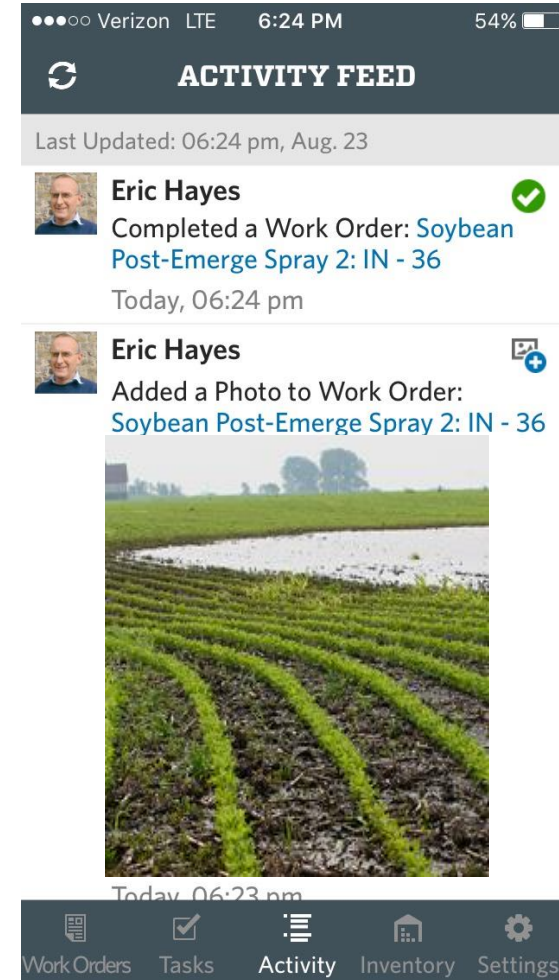 Verizon LTE 6:24 PM 54%
ACTIVITY FEED
Last Updated: 06:24 pm, Aug. 23
Eric Hayes
Completed a Work Order: Soybean
Post-Emerge Spray 2: IN - 36
Today, 06:24 pm
Eric Hayes
Added a Photo to Work Order:
Soybean Post-Emerge Spray 2: IN - 36
Today, 06:23 pm
Work Orders Tasks Activity Inventory Settings